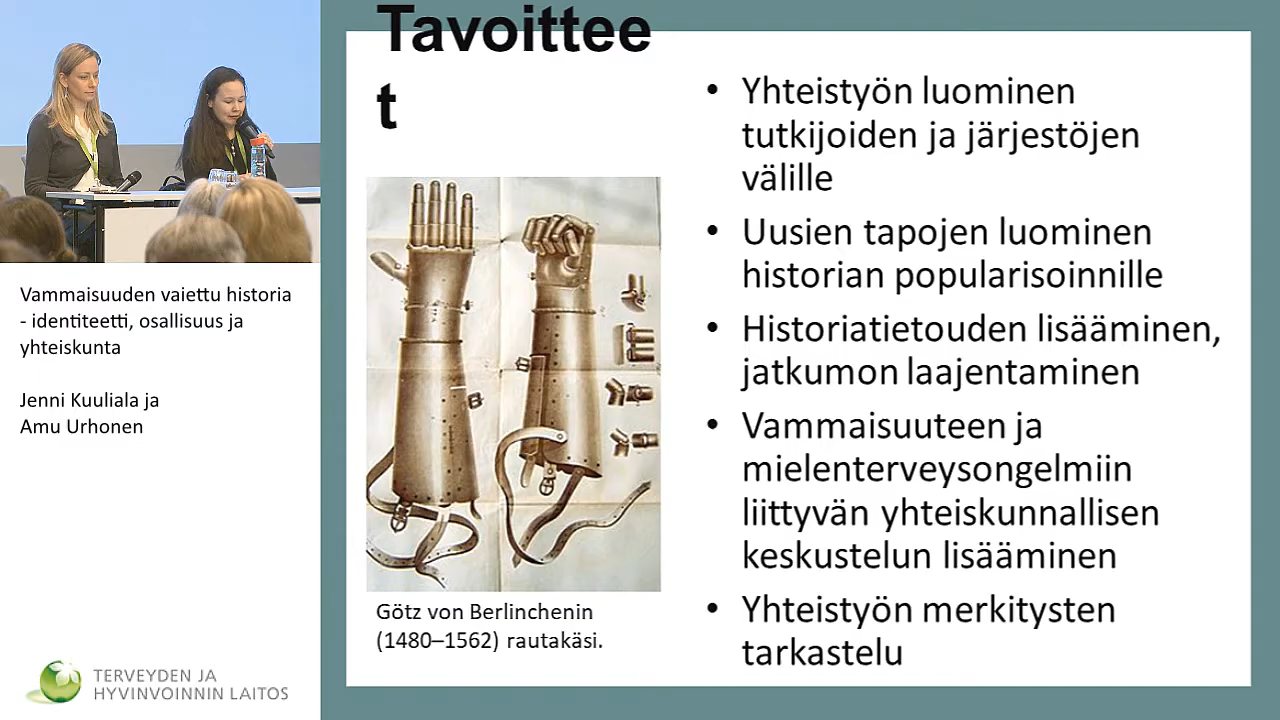 Vammaisuuden vaiettu historia
- identiteetti, osallisuus ja
yhteiskunta
Jenni Kuuliala ja
Amu Urhonen
TERVEYDEN JA
HYVINVOINNIN LAITOS
Tavoittee
t
Götz von Berlinchenin
(1480–1562) rautakäsi.
• Yhteistyön luominen
tutkijoiden ja järjestöjen
välille
• Uusien tapojen luominen
historian popularisoinnille
• Historiatietouden lisääminen,
jatkumon laajentaminen
• Vammaisuuteen ja
mielenterveysongelmiin
liittyvän yhteiskunnallisen
keskustelun lisääminen
• Yhteistyön merkitysten
tarkastelu